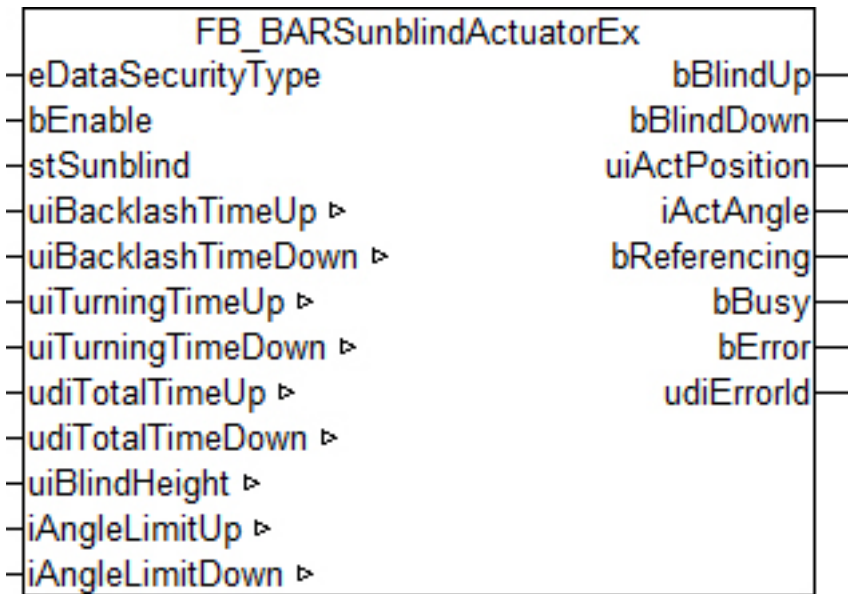 FB_BARSunblindActuatorEx
eDataSecurityType bBlindUp
bEnable bBlindDown
stSunblind uiActPosition
uiBacklashTimeUp iActAngle
uiBacklashTimeDown bReferencing
uiTurningTimeUp bBusy
uiTurningTimeDown bError
udiTotalTimeUp udiErrorId
udiTotalTimeDown
uiBlindHeight
iAngleLimitUp
iAngleLimitDown